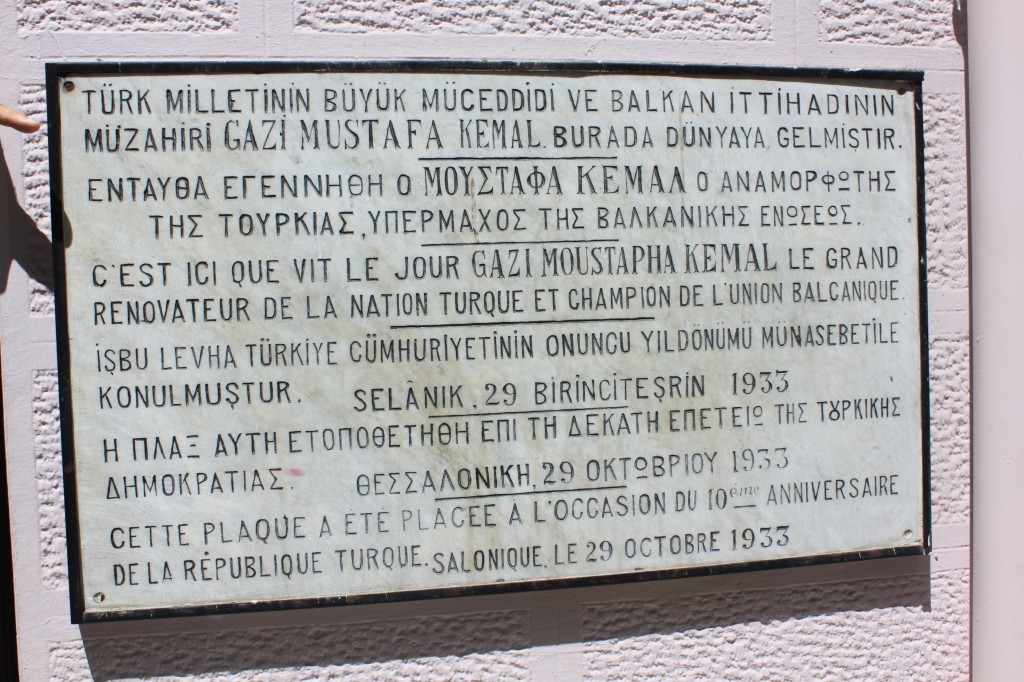 TÜRK MİLLETİNİN BÜYÜK MÜCEDDİDİ VE BALKAN İTTİHADININ
MÜZAHİRİ GAZİ MUSTAFA KEMAL BURADA DÜNYAYA GELMİŞTİR.
ΕΝΤΑΥΘΑ ΕΓΕΝΝΗΘΗ Ο ΜΟΥΣΤΑΦΑ ΚΕΜΑΛ Ο ΑΝΑΜΟΡΦΩΤΗΣ
ΤΗΣ ΤΟΥΡΚΙΑΣ, ΥΠΕΡΜΑΧΟΣ ΤΗΣ ΒΑΛΚΑΝΙΚΗΣ ΕΝΩΣΕΩΣ.
C'EST ICI QUE VIT LE JOUR GAZI MOUSTAPHA KEMAL LE GRAND
RENOVATEUR DE LA NATION TURQUE ET CHAMPION DE L'UNION BALCANIQUE.
İŞBU LEVHA TÜRKİYE CÜMHURİYETİNİN ONUNCU YILDÖNÜMÜ MÜNASEBETİLE
KONULMUŞTUR. SELÂNİK. 29 BİRİNCİTEŞRİN 1933
Η ΠΛΑΞ ΑΥΤΗ ΕΤΟΠΟΘΕΤΗΘΗ ΕΠΙ ΤΗ ΔΕΚΑΤΗ ΕΠΕΤΕΙΩ ΤΗΣ ΤȢΡΚΙΚΗΣ
ΔΗΜΟΚΡΑΤΙΑΣ. ΘΕΣΣΑΛΟΝΙΚΗ, 29 ΟΚΤΩΒΡΙΟΥ 1933
CETTE PLAQUE A ÉTÉ PLACÉE A L'OCCASION DU 10ème ANNIVERSAIRE
DE LA RÉPUBLIQUE TURQUE. SALONIQUE, LE 29 OCTOBRE 1933